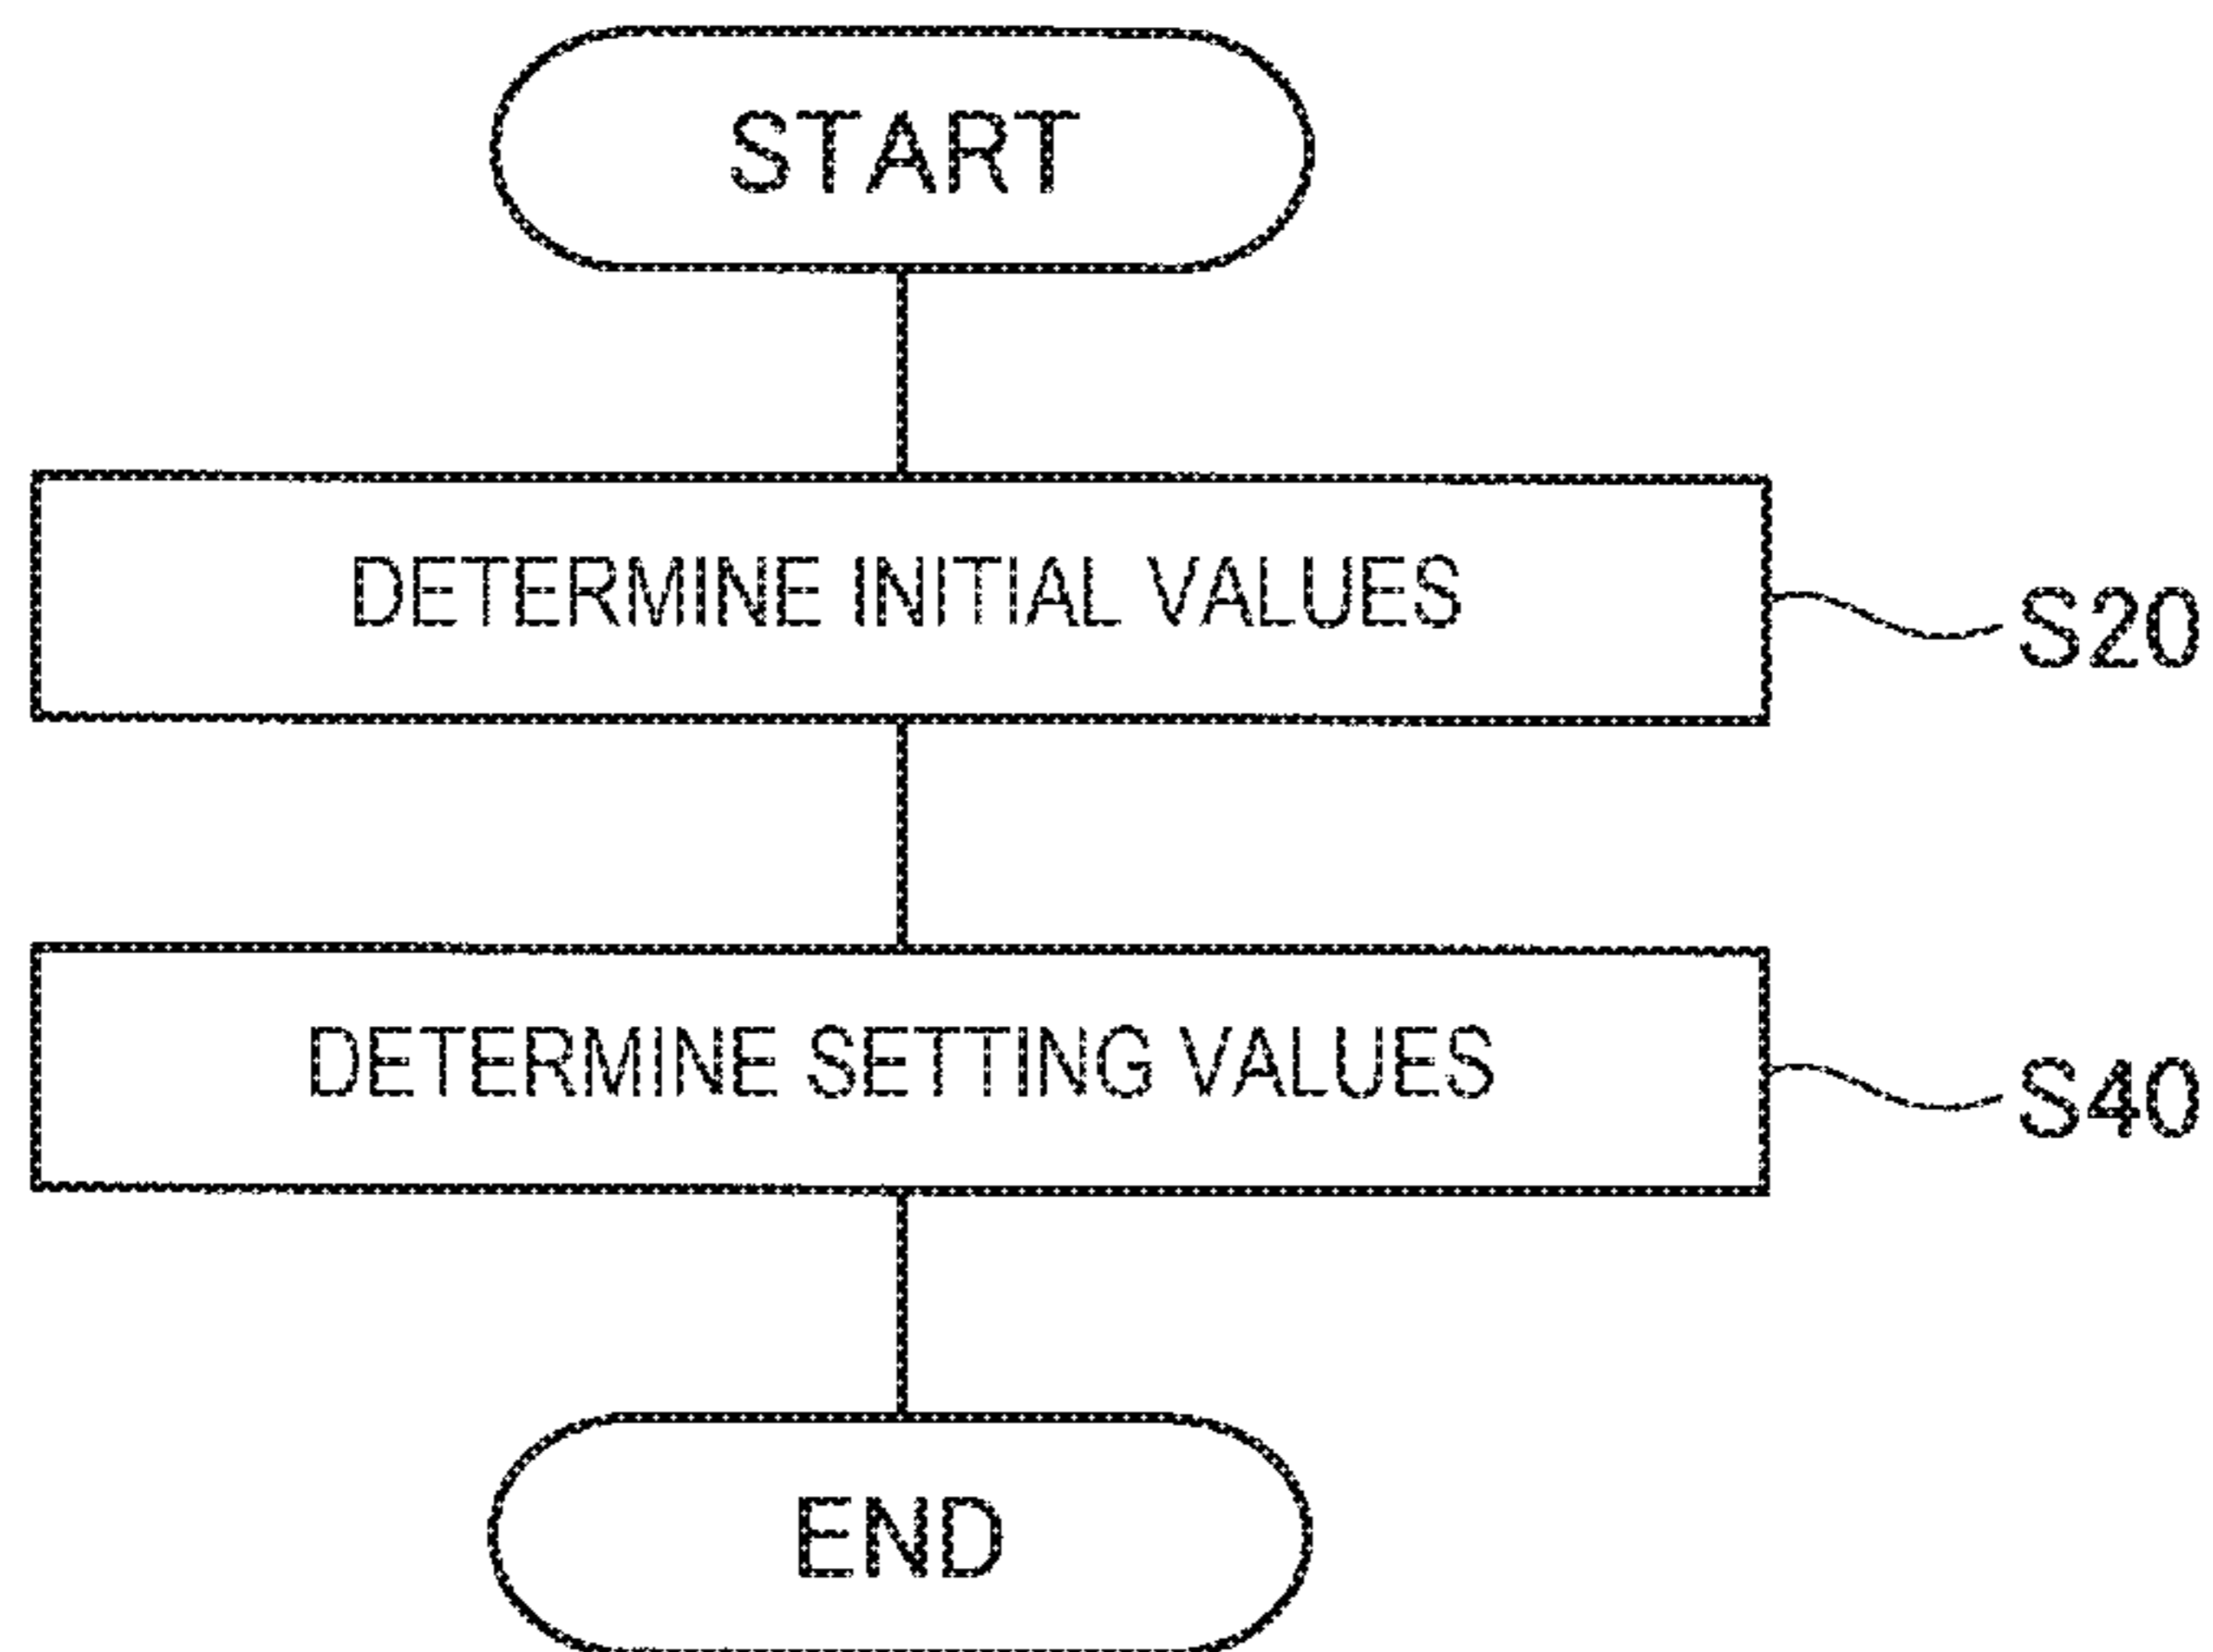 START
DETERMINE INITIAL VALUES
S20
DETERMINE SETTING VALUES
S40
END